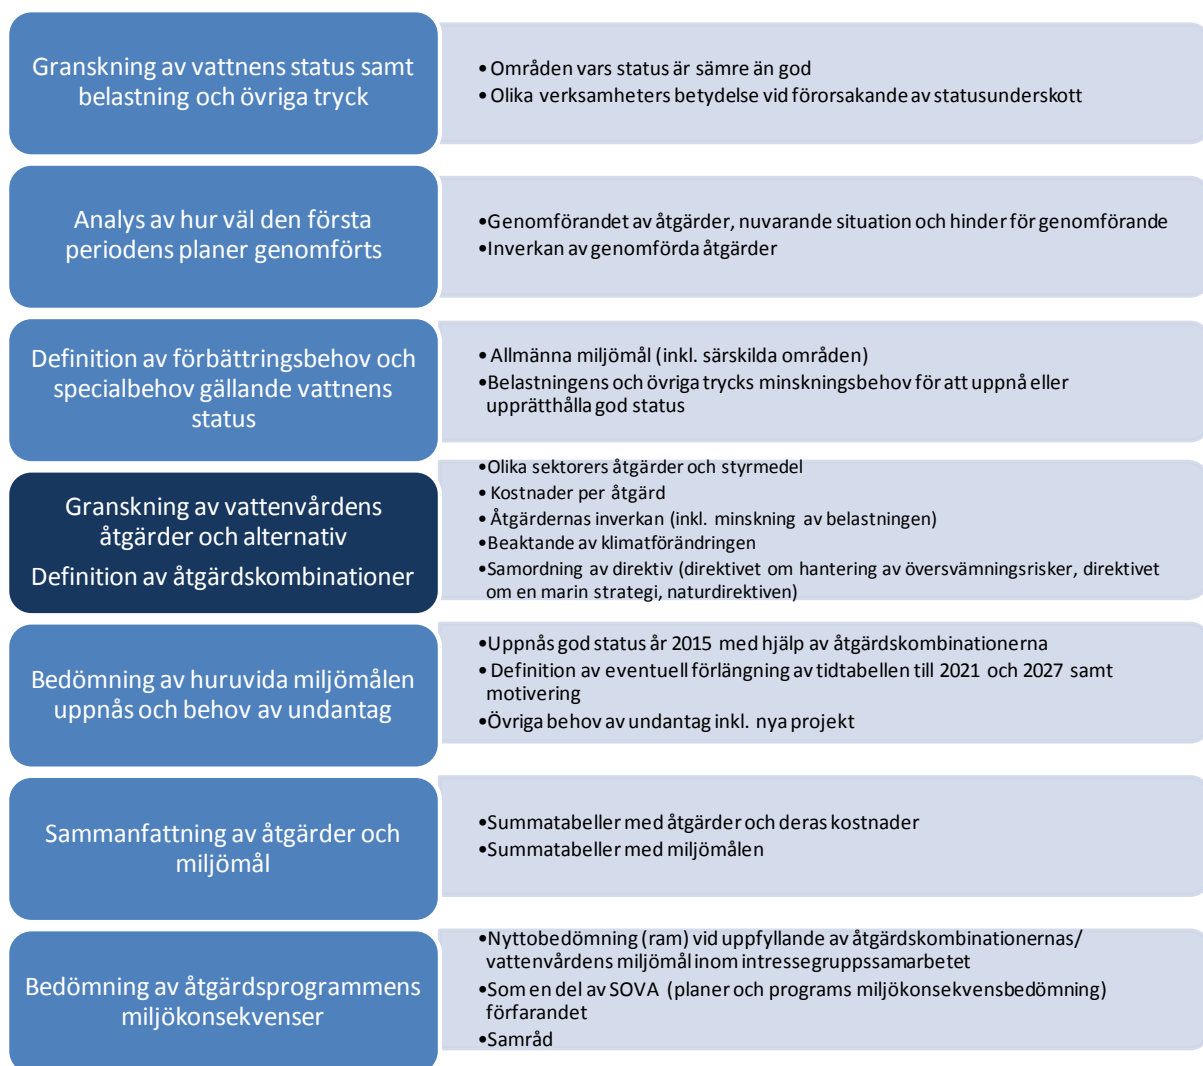 Granskning av vattnens status samt
belastning och övriga tryck
•Områden vars status är sämre än god
•Olika verksamheters betydelse vid förorsakande av statusunderskott
Analys av hur väl den första
periodens planer genomförts
•Genomförandet av åtgärder, nuvarande situation och hinder för genomförande
•Inverkan av genomförda åtgärder
Definition av förbättringsbehov och
specialbehov gällande vattnens
status
•Allmänna miljömål (inkl. särskilda områden)
•Belastningens och övriga trycks minskningsbehov för att uppnå eller
upprätthålla god status
Granskning av vattenvårdens
åtgärder och alternativ
Definition av åtgärdskombinationer
•Olika sektorers åtgärder och styrmedel
•Kostnader per åtgärd
•Åtgärdernas inverkan (inkl. minskning av belastningen)
•Beaktande av klimatförändringen
•Samordning av direktiv (direktivet om hantering av översvämningsrisker, direktivet
om en marin strategi, naturdirektiven)
Bedömning av huruvida miljömålen
uppnås och behov av undantag
•Uppnås god status år 2015 med hjälp av åtgärdskombinationerna
•Definition av eventuell förlängning av tidtabellen till 2021 och 2027 samt
motivering
•Övriga behov av undantag inkl. nya projekt
Sammanfattning av åtgärder och
miljömål
•Summatabeller med åtgärder och deras kostnader
•Summatabeller med miljömålen
Bedömning av åtgärdsprogrammens
miljökonsekvenser
•Nyttobedömning (ram) vid uppfyllande av åtgärdskombinationernas/
vattenvårdens miljömål inom intressegruppssamarbetet
•Som en del av SOVA (planer och programs miljökonsekvensbedömning)
förfarandet
•Samråd